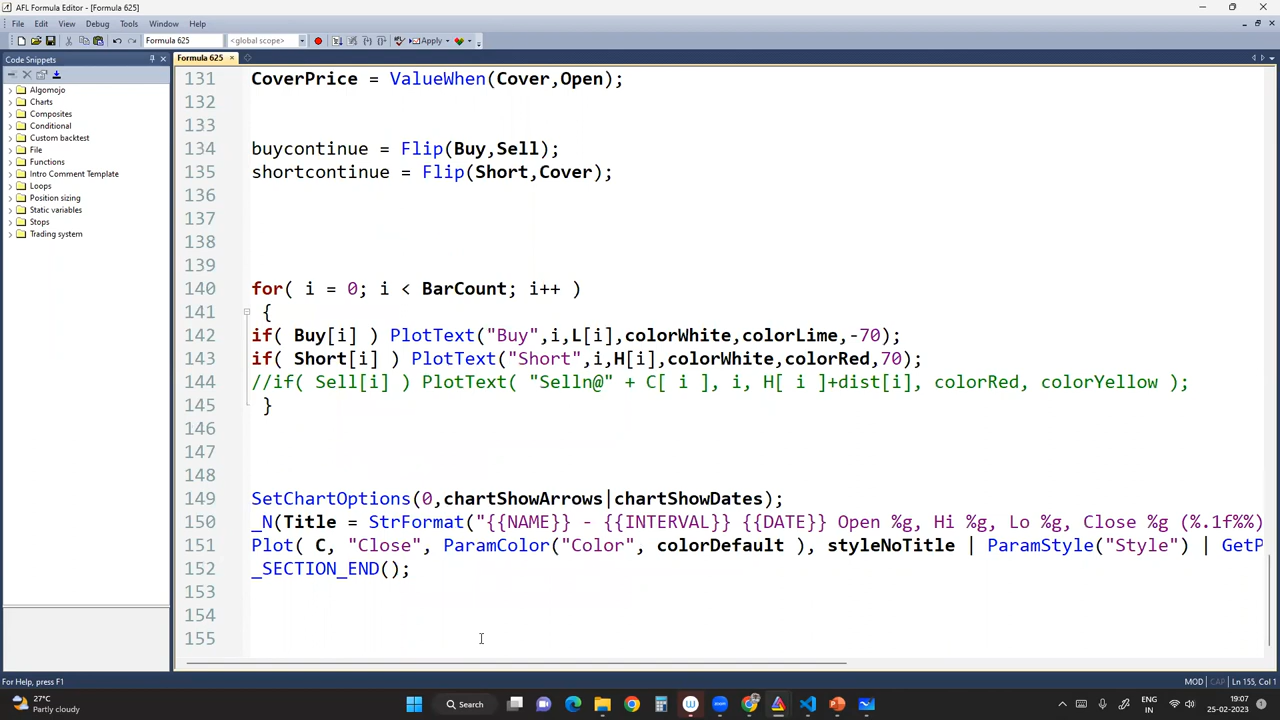 AFL Formula Editor - [Formula 625]
File Edit View Debug Tools Window Help
Formula 625 <global scope> Apply
Code Snippets
Formula 625
Algomojo
Charts
Composites
Conditional
Custom backtest
File
Functions
Intro Comment Template
Loops
Position sizing
Static variables
Stops
Trading system
131 CoverPrice = ValueWhen(Cover,Open);
132
133
134 buycontinue = Flip(Buy,Sell);
135 shortcontinue = Flip(Short,Cover);
136
137
138
139
140 for( i = 0; i < BarCount; i++ )
141 {
142 if( Buy[i] ) PlotText("Buy",i,L[i],colorWhite,colorLime,-70);
143 if( Short[i] ) PlotText("Short",i,H[i],colorWhite,colorRed,70);
144 //if( Sell[i] ) PlotText( "Selln@" + C[ i ], i, H[ i ]+dist[i], colorRed, colorYellow );
145 }
146
147
148
149 SetChartOptions(0,chartShowArrows|chartShowDates);
150 _N(Title = StrFormat("{{NAME}} - {{INTERVAL}} {{DATE}} Open %g, Hi %g, Lo %g, Close %g (%.1f%%)
151 Plot( C, "Close", ParamColor("Color", colorDefault ), styleNoTitle | ParamStyle("Style") | GetP
152 _SECTION_END();
153
154
155
For Help, press F1
MOD CAP Ln 155, Col 1
27°C
Partly cloudy
Search
ENG
IN
19:07
25-02-2023